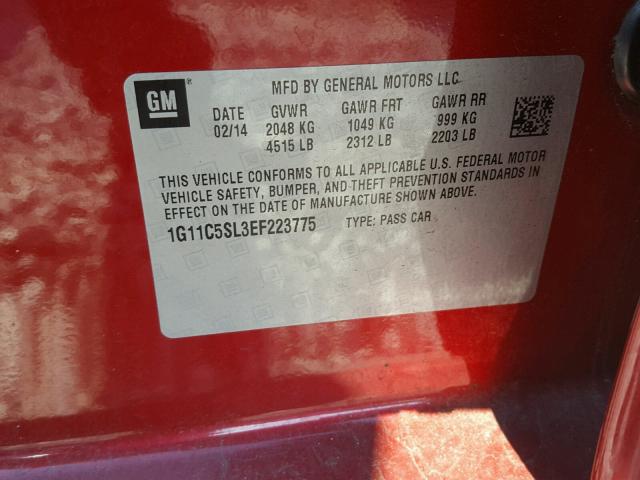 GM
MFD BY GENERAL MOTORS LLC
DATE GVWR GAWR FRT GAWR RR
02/14 2048 KG 1049 KG 999 KG
4515 LB 2312 LB 2203 LB
THIS VEHICLE CONFORMS TO ALL APPLICABLE U.S. FEDERAL MOTOR
VEHICLE SAFETY, BUMPER, AND THEFT PREVENTION STANDARDS IN
EFFECT ON THE DATE OF MANUFACTURE SHOWN ABOVE.
1G11C5SL3EF223775 TYPE: PASS CAR